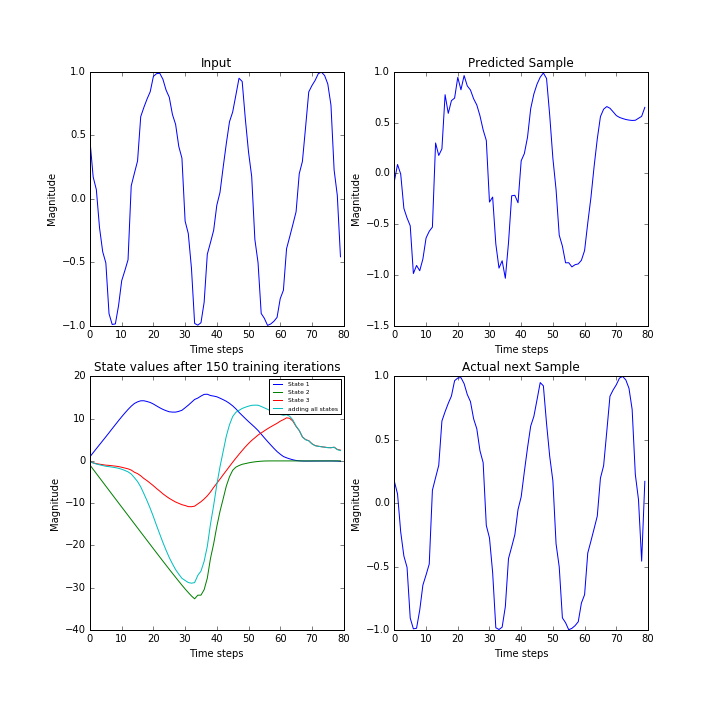 Input
1.0
0.5
0.0
−0.5
−1.0
0 10 20 30 40 50 60 70 80
Magnitude
Time steps
Predicted Sample
1.0
0.5
0.0
−0.5
−1.0
−1.5
0 10 20 30 40 50 60 70 80
Magnitude
Time steps
State values after 150 training iterations
20
10
0
−10
−20
−30
−40
0 10 20 30 40 50 60 70 80
Magnitude
Time steps
State 1
State 2
State 3
adding all states
Actual next Sample
1.0
0.5
0.0
−0.5
−1.0
0 10 20 30 40 50 60 70 80
Magnitude
Time steps